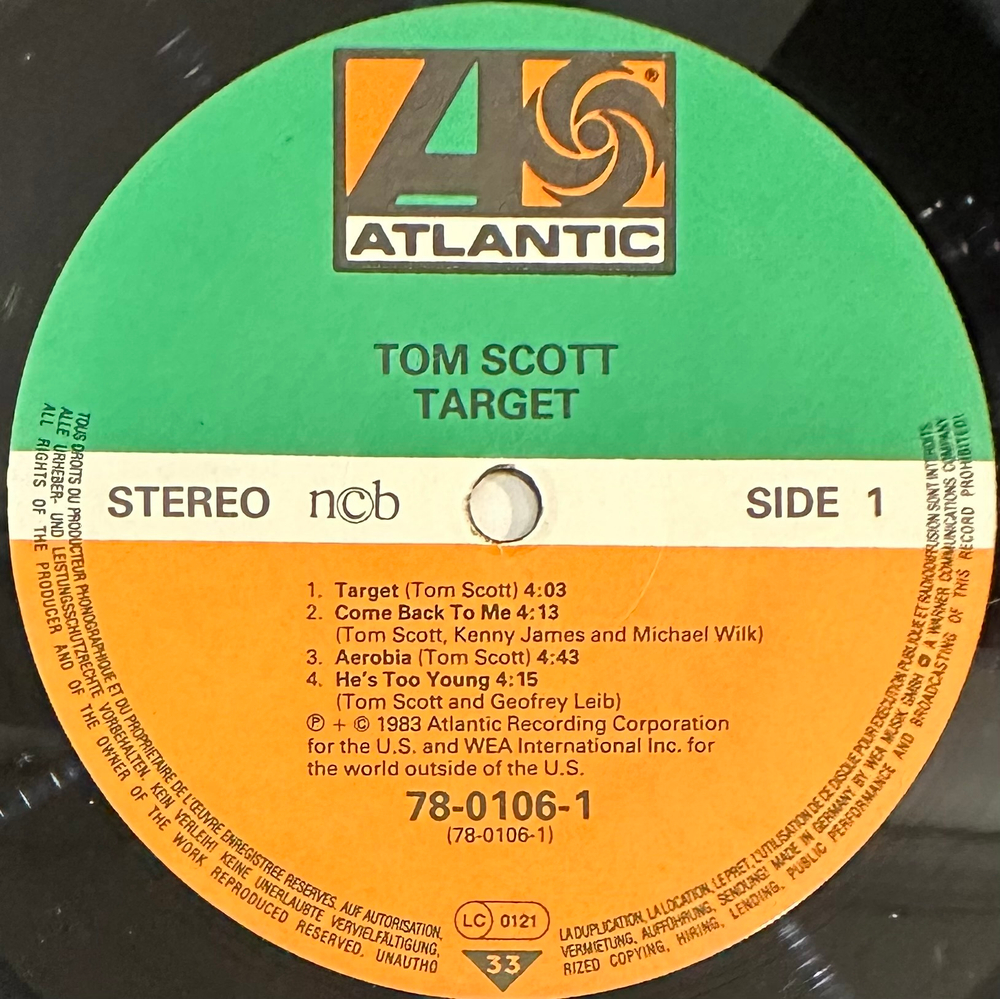 ®
ATLANTIC
TOM SCOTT
TARGET
STEREO ncb SIDE 1
1. Target (Tom Scott) 4:03
2. Come Back To Me 4:13
(Tom Scott, Kenny James and Michael Wilk)
3. Aerobia (Tom Scott) 4:43
4. He's Too Young 4:15
(Tom Scott and Geofrey Leib)
℗ + © 1983 Atlantic Recording Corporation
for the U.S. and WEA International Inc. for
the world outside of the U.S.
78-0106-1
(78-0106-1)
LC 0121
33
TOUS DROITS DU PRODUCTEUR PHONOGRAPHIQUE ET DU PROPRIETAIRE DE L'ŒUVRE ENREGISTREE RESERVES. AUF AUTORISATION, LA DUPLICATION, LA LOCATION, LE PRET, L'UTILISATION DE CE DISQUE POUR EXECUTION PUBLIQUE ET RADIODIFFUSION SONT INTERDITS
ALLE URHEBER- UND LEISTUNGSSCHUTZRECHTE VORBEHALTEN. KEIN VERLEIH! KEINE UNERLAUBTE VERVIELFÄLTIGUNG, VERMIETUNG, AUFFÜHRUNG, SENDUNG! MADE IN GERMANY BY WEA MUSIK GMBH A WARNER COMMUNICATIONS COMPANY
ALL RIGHTS OF THE PRODUCER AND OF THE OWNER OF THE WORK REPRODUCED RESERVED, UNAUTHORIZED COPYING, HIRING, LENDING, PUBLIC PERFORMANCE AND BROADCASTING OF THIS RECORD PROHIBITED!